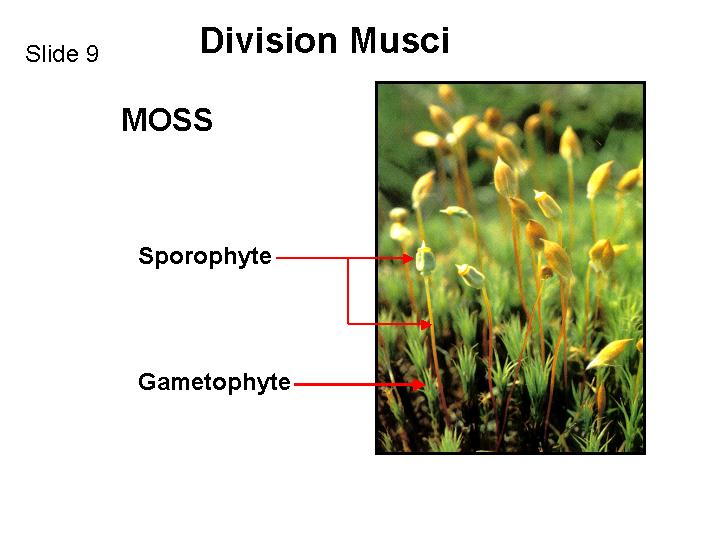 Slide 9
Division Musci
MOSS
Sporophyte
Gametophyte